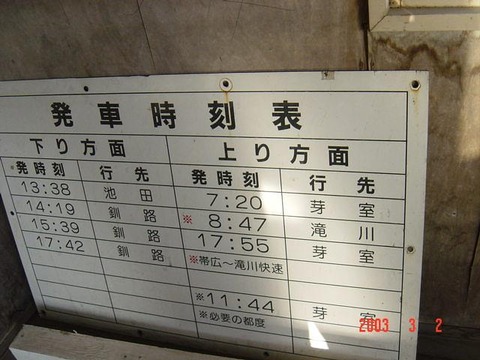 発車時刻表
下り方面 上り方面
発時刻 行先 発時刻 行先
13:38 池田 7:20 芽室
14:19 釧路 ※8:47 滝川
15:39 釧路 17:55 芽室
17:42 釧路 ※帯広～滝川快速
※11:44 芽室
※必要の都度
2003 3 2